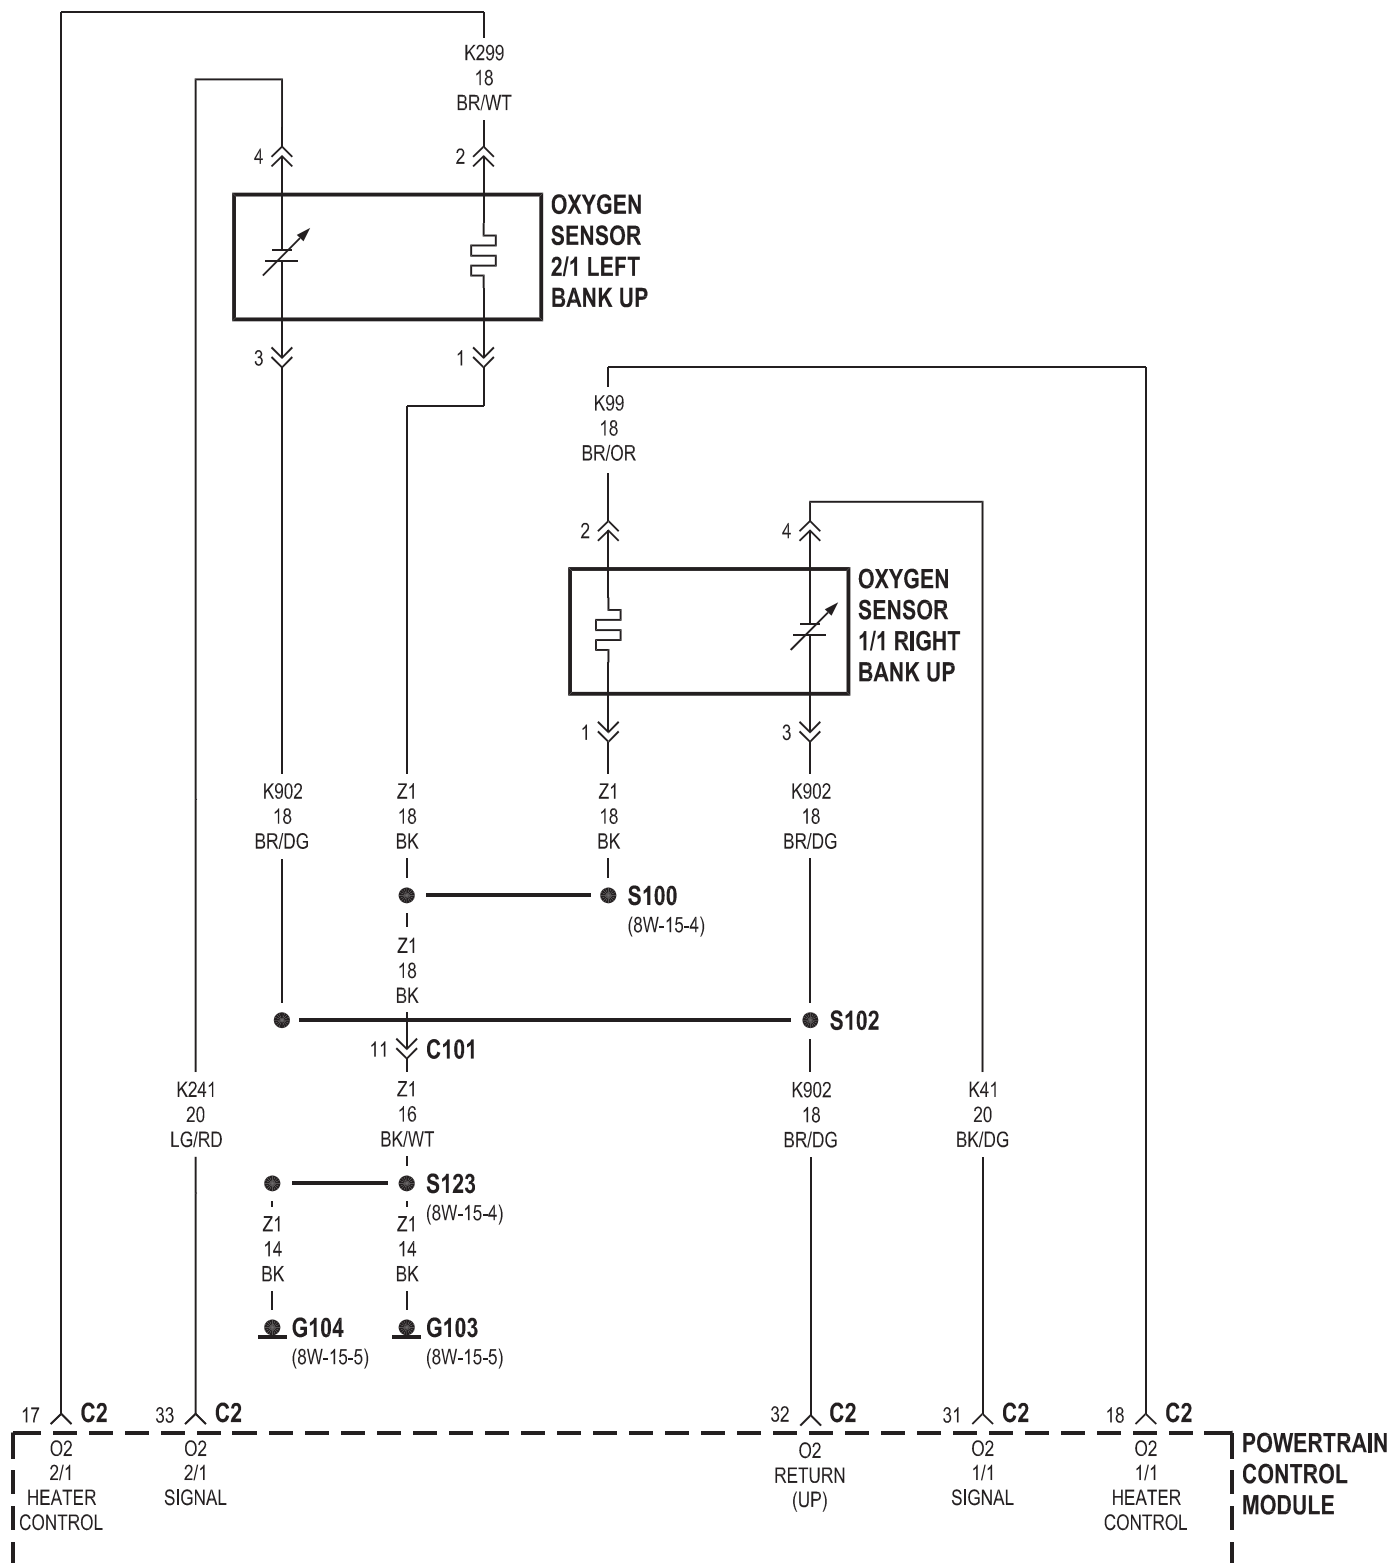 K299
18
BR/WT
4
2
OXYGEN
SENSOR
2/1 LEFT
BANK UP
3
1
K99
18
BR/OR
2
4
OXYGEN
SENSOR
1/1 RIGHT
BANK UP
1
3
K902
18
BR/DG
Z1
18
BK
Z1
18
BK
K902
18
BR/DG
S100
(8W-15-4)
Z1
18
BK
S102
11
C101
K241
20
LG/RD
Z1
16
BK/WT
K902
18
BR/DG
K41
20
BK/DG
S123
(8W-15-4)
Z1
14
BK
Z1
14
BK
G104
(8W-15-5)
G103
(8W-15-5)
17
C2
33
C2
32
C2
31
C2
18
C2
O2
2/1
HEATER
CONTROL
O2
2/1
SIGNAL
O2
RETURN
(UP)
O2
1/1
SIGNAL
O2
1/1
HEATER
CONTROL
POWERTRAIN
CONTROL
MODULE